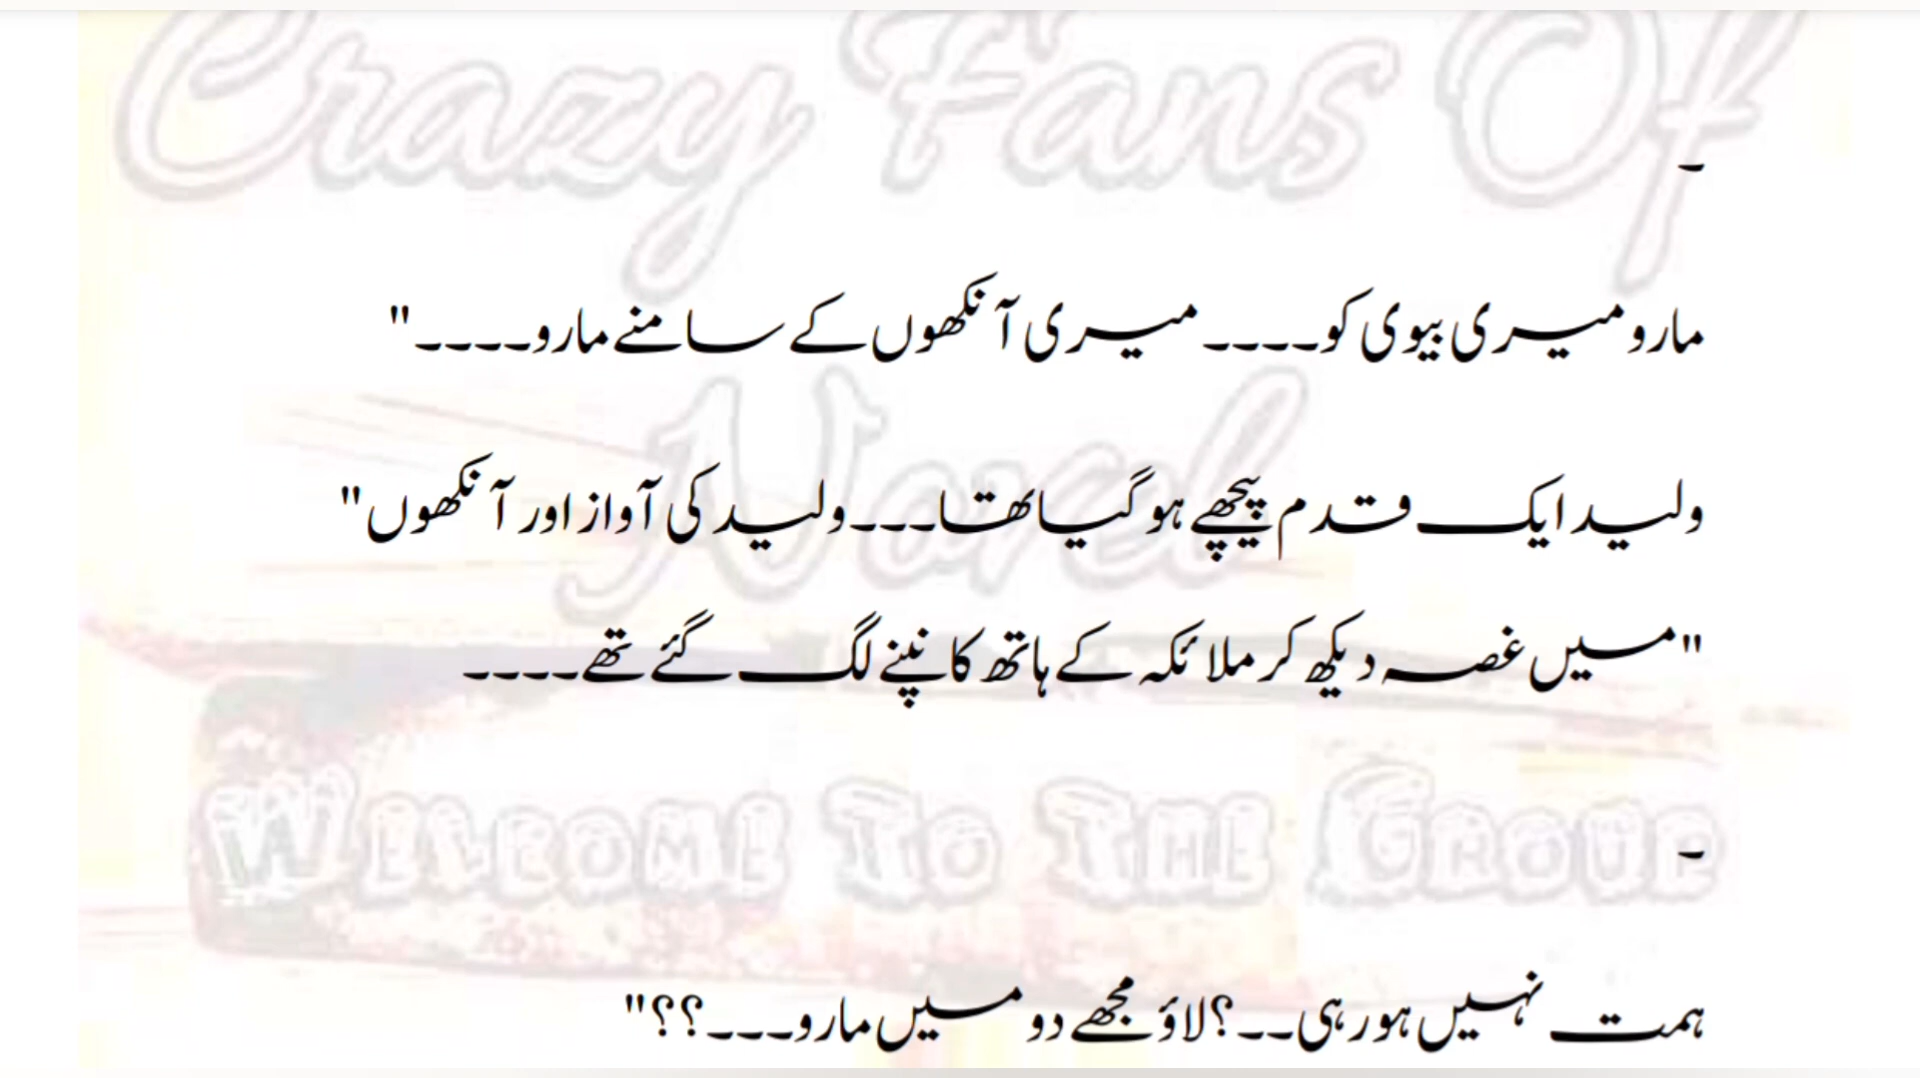 Crazy Fans Of
۔
مارو میری بیوی کو۔۔۔۔ میری آنکھوں کے سامنے مارو۔۔۔۔"
Novel
ولید ایک قدم پیچھے ہو گیا تھا۔۔۔ ولید کی آواز اور آنکھوں"
"میں غصہ دیکھ کر ملائکہ کے ہاتھ کانپنے لگ گئے تھے۔۔۔۔
Welcome To The Group
۔
ہمت نہیں ہو رہی۔۔؟ لاؤ مجھے دو میں مارو۔۔۔؟؟"